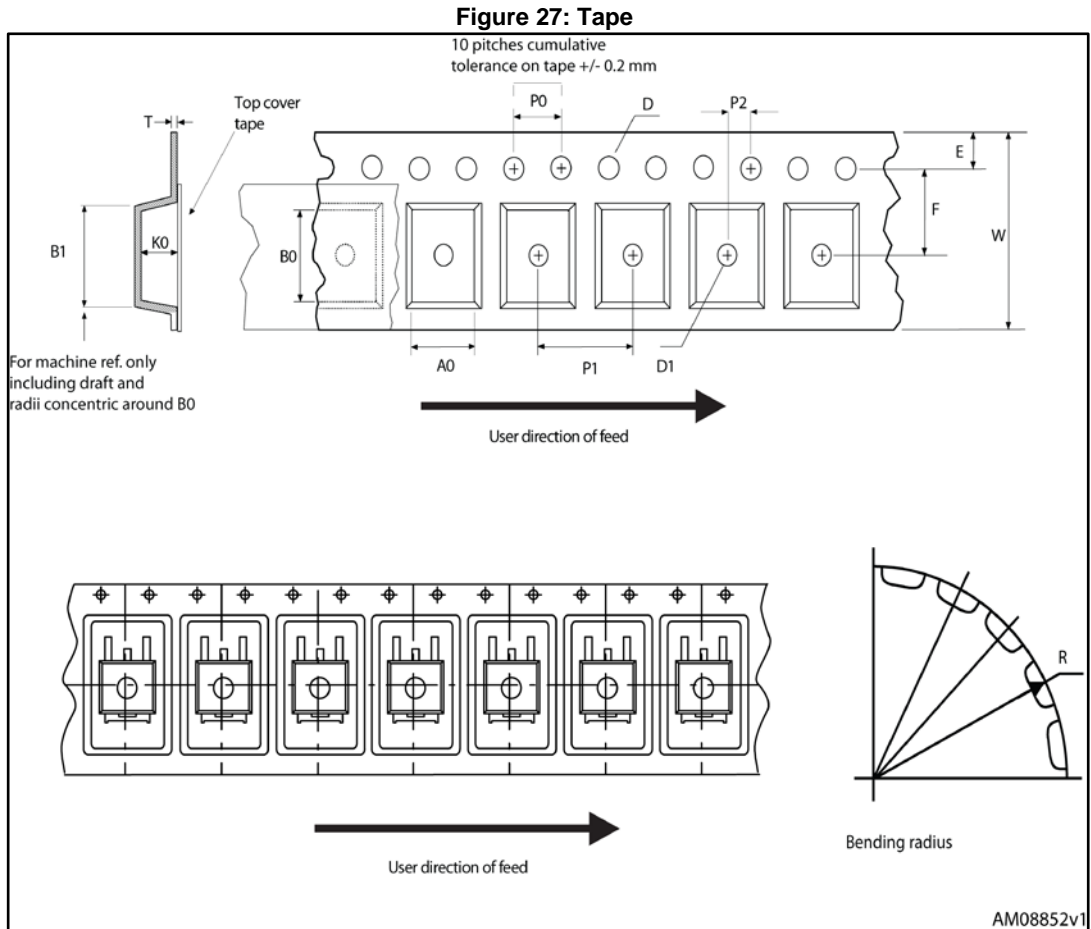 Figure 27: Tape
10 pitches cumulative
tolerance on tape +/- 0.2 mm
P0
D
P2
T
Top cover
tape
E
F
W
B1
K0
B0
For machine ref. only
including draft and
radii concentric around B0
A0
P1
D1
User direction of feed
R
Bending radius
User direction of feed
AM08852v1